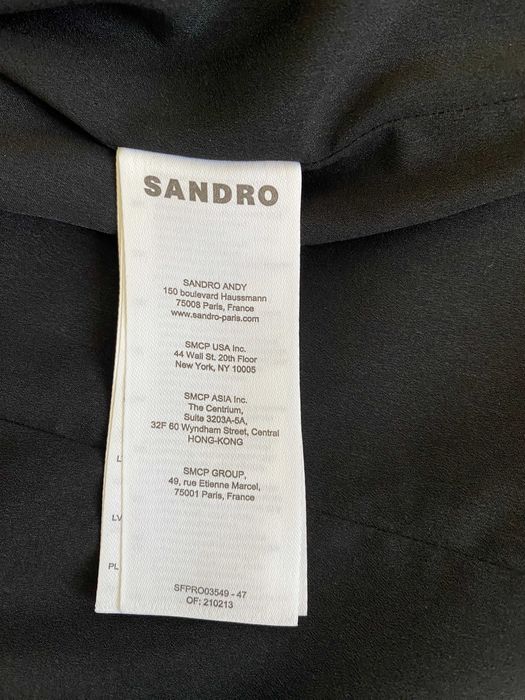 SANDRO
SANDRO ANDY
150 boulevard Haussmann
75008 Paris, France
www.sandro-paris.com
SMCP USA Inc.
44 Wall St. 20th Floor
New York, NY 10005
SMCP ASIA Inc.
The Centrium,
Suite 3203A-5A,
32F 60 Wyndham Street, Central
HONG-KONG
SMCP GROUP,
49, rue Etienne Marcel,
75001 Paris, France
LV
PL
SFPRO03549 - 47
OF: 210213